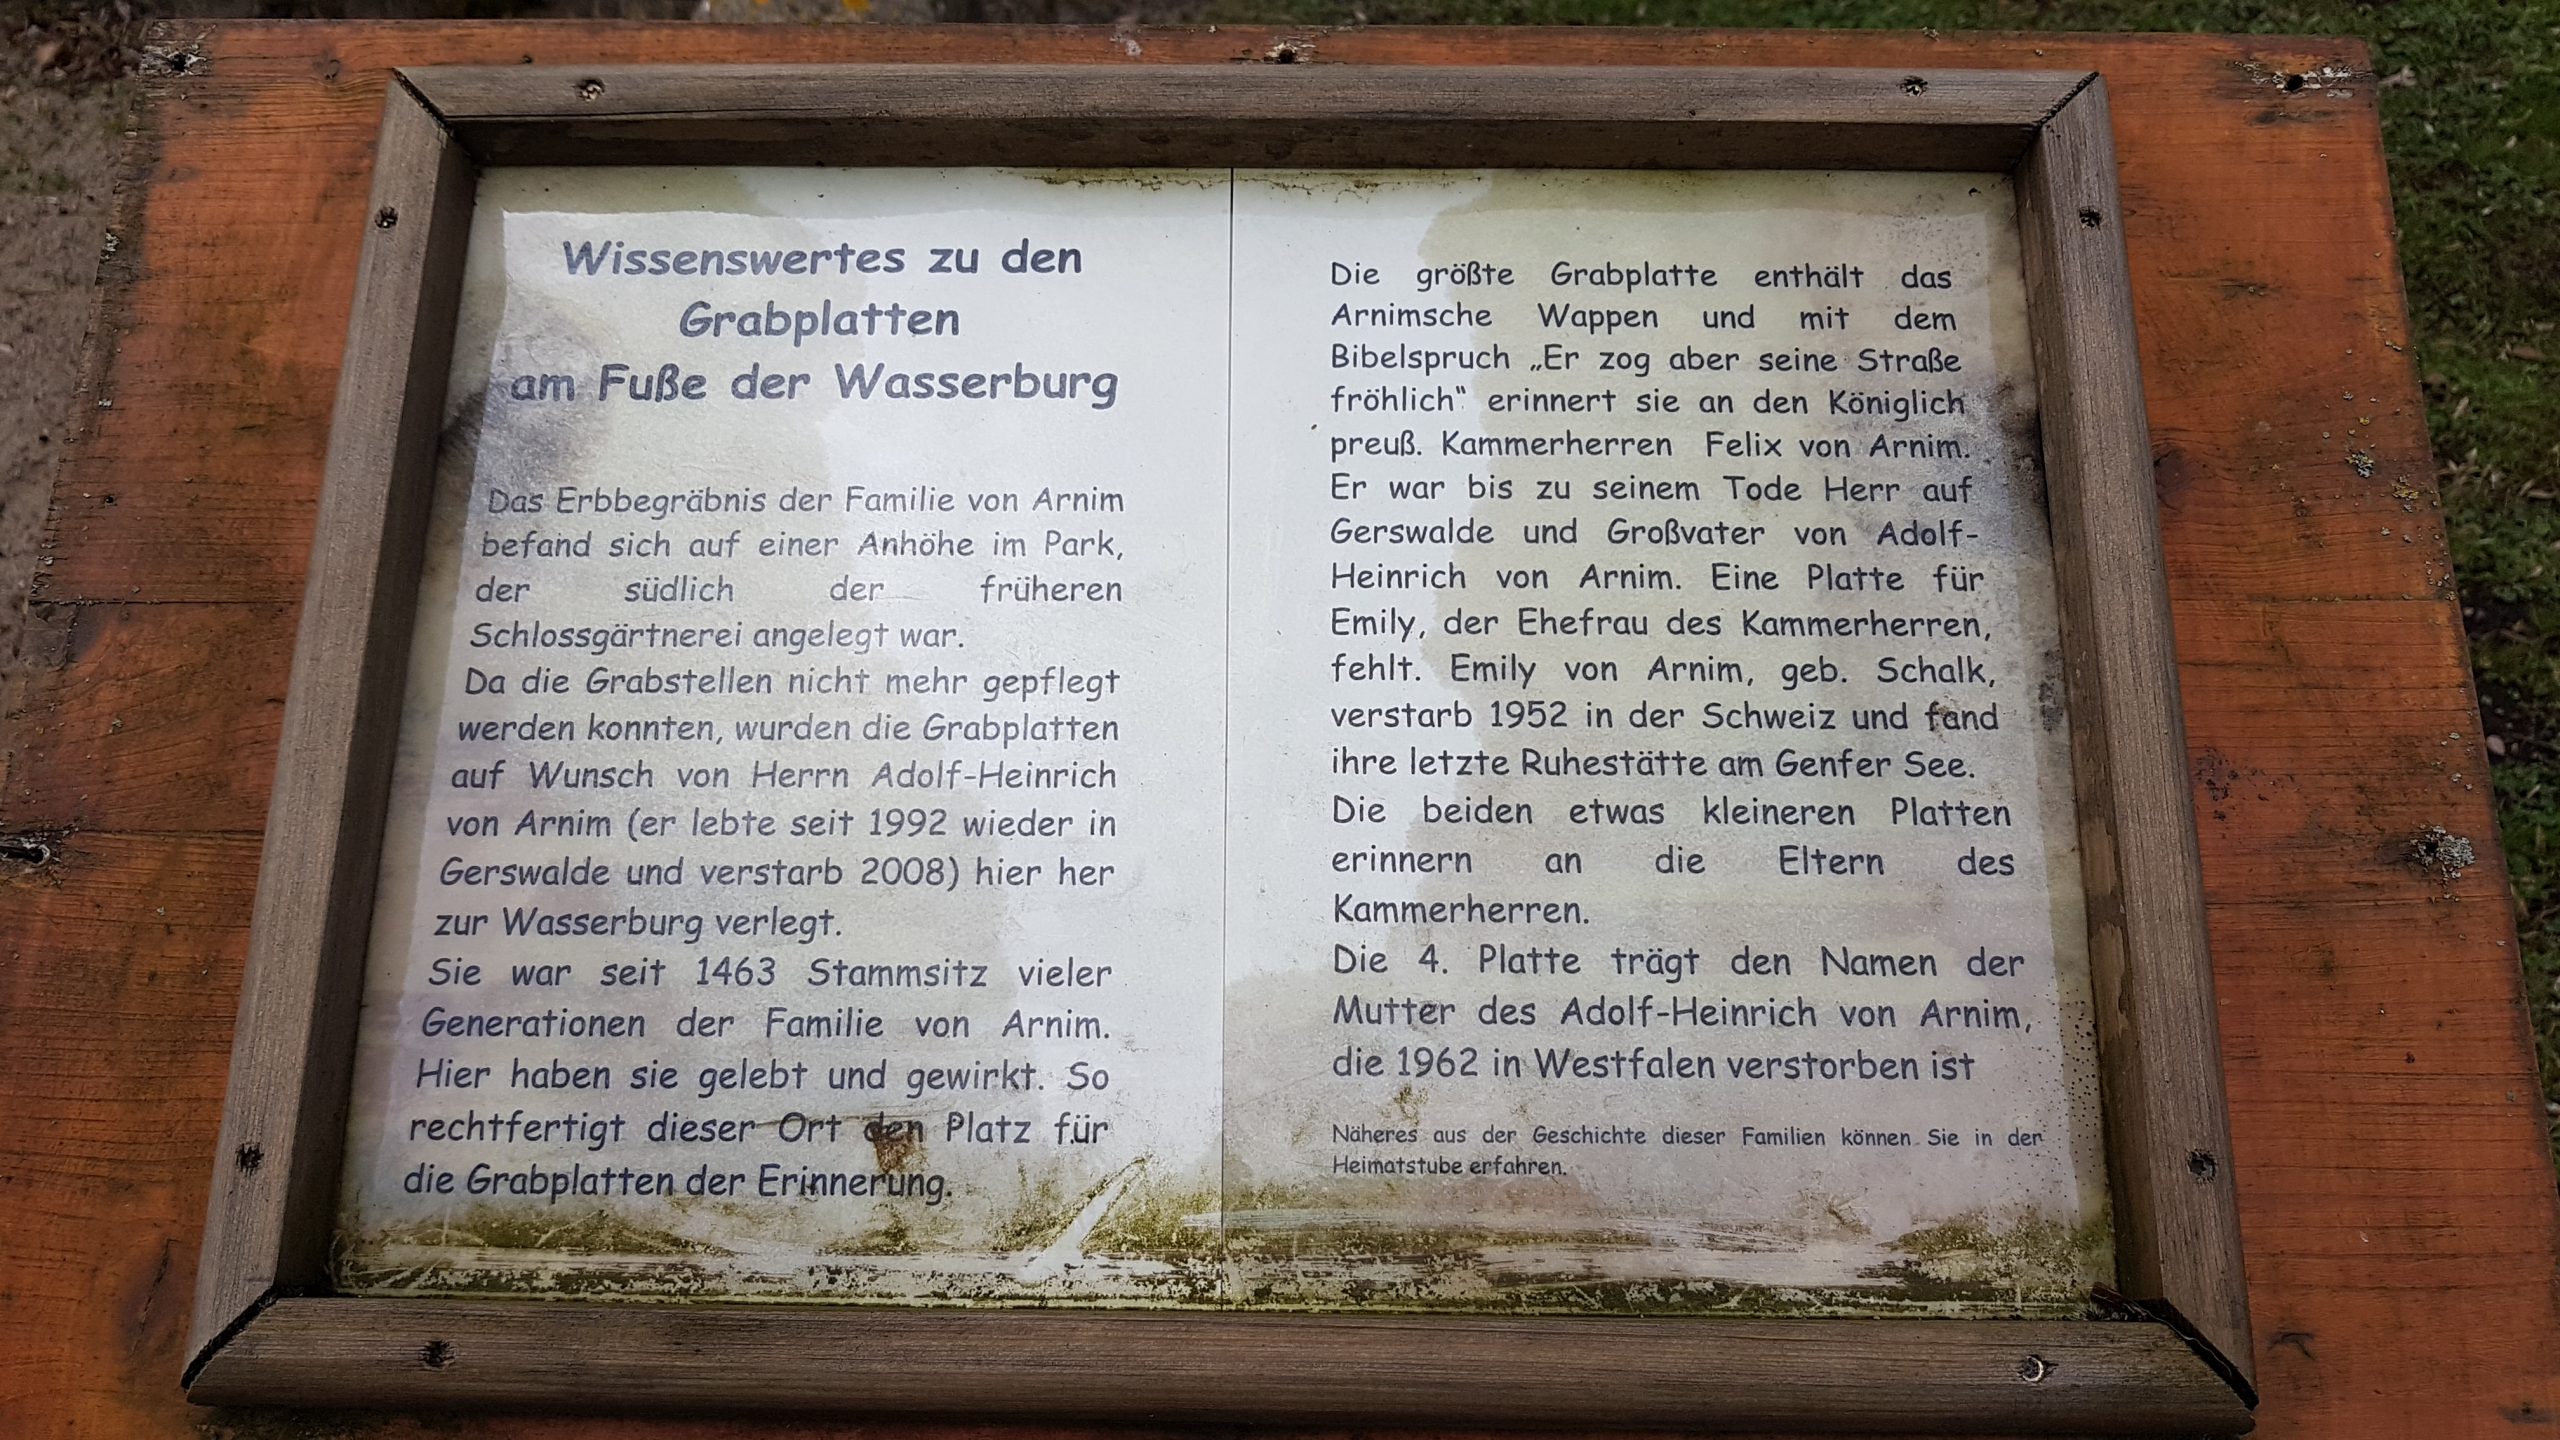 Wissenswertes zu den
Grabplatten
am Fuße der Wasserburg
Das Erbbegräbnis der Familie von Arnim
befand sich auf einer Anhöhe im Park,
der südlich der früheren
Schlossgärtnerei angelegt war.
Da die Grabstellen nicht mehr gepflegt
werden konnten, wurden die Grabplatten
auf Wunsch von Herrn Adolf-Heinrich
von Arnim (er lebte seit 1992 wieder in
Gerswalde und verstarb 2008) hier her
zur Wasserburg verlegt.
Sie war seit 1463 Stammsitz vieler
Generationen der Familie von Arnim.
Hier haben sie gelebt und gewirkt. So
rechtfertigt dieser Ort den Platz für
die Grabplatten der Erinnerung.
Die größte Grabplatte enthält das
Arnimsche Wappen und mit dem
Bibelspruch „Er zog aber seine Straße
fröhlich“ erinnert sie an den Königlich
preuß. Kammerherren Felix von Arnim.
Er war bis zu seinem Tode Herr auf
Gerswalde und Großvater von Adolf-
Heinrich von Arnim. Eine Platte für
Emily, der Ehefrau des Kammerherren,
fehlt. Emily von Arnim, geb. Schalk,
verstarb 1952 in der Schweiz und fand
ihre letzte Ruhestätte am Genfer See.
Die beiden etwas kleineren Platten
erinnern an die Eltern des
Kammerherren.
Die 4. Platte trägt den Namen der
Mutter des Adolf-Heinrich von Arnim,
die 1962 in Westfalen verstorben ist
Näheres aus der Geschichte dieser Familien können Sie in der
Heimatstube erfahren.